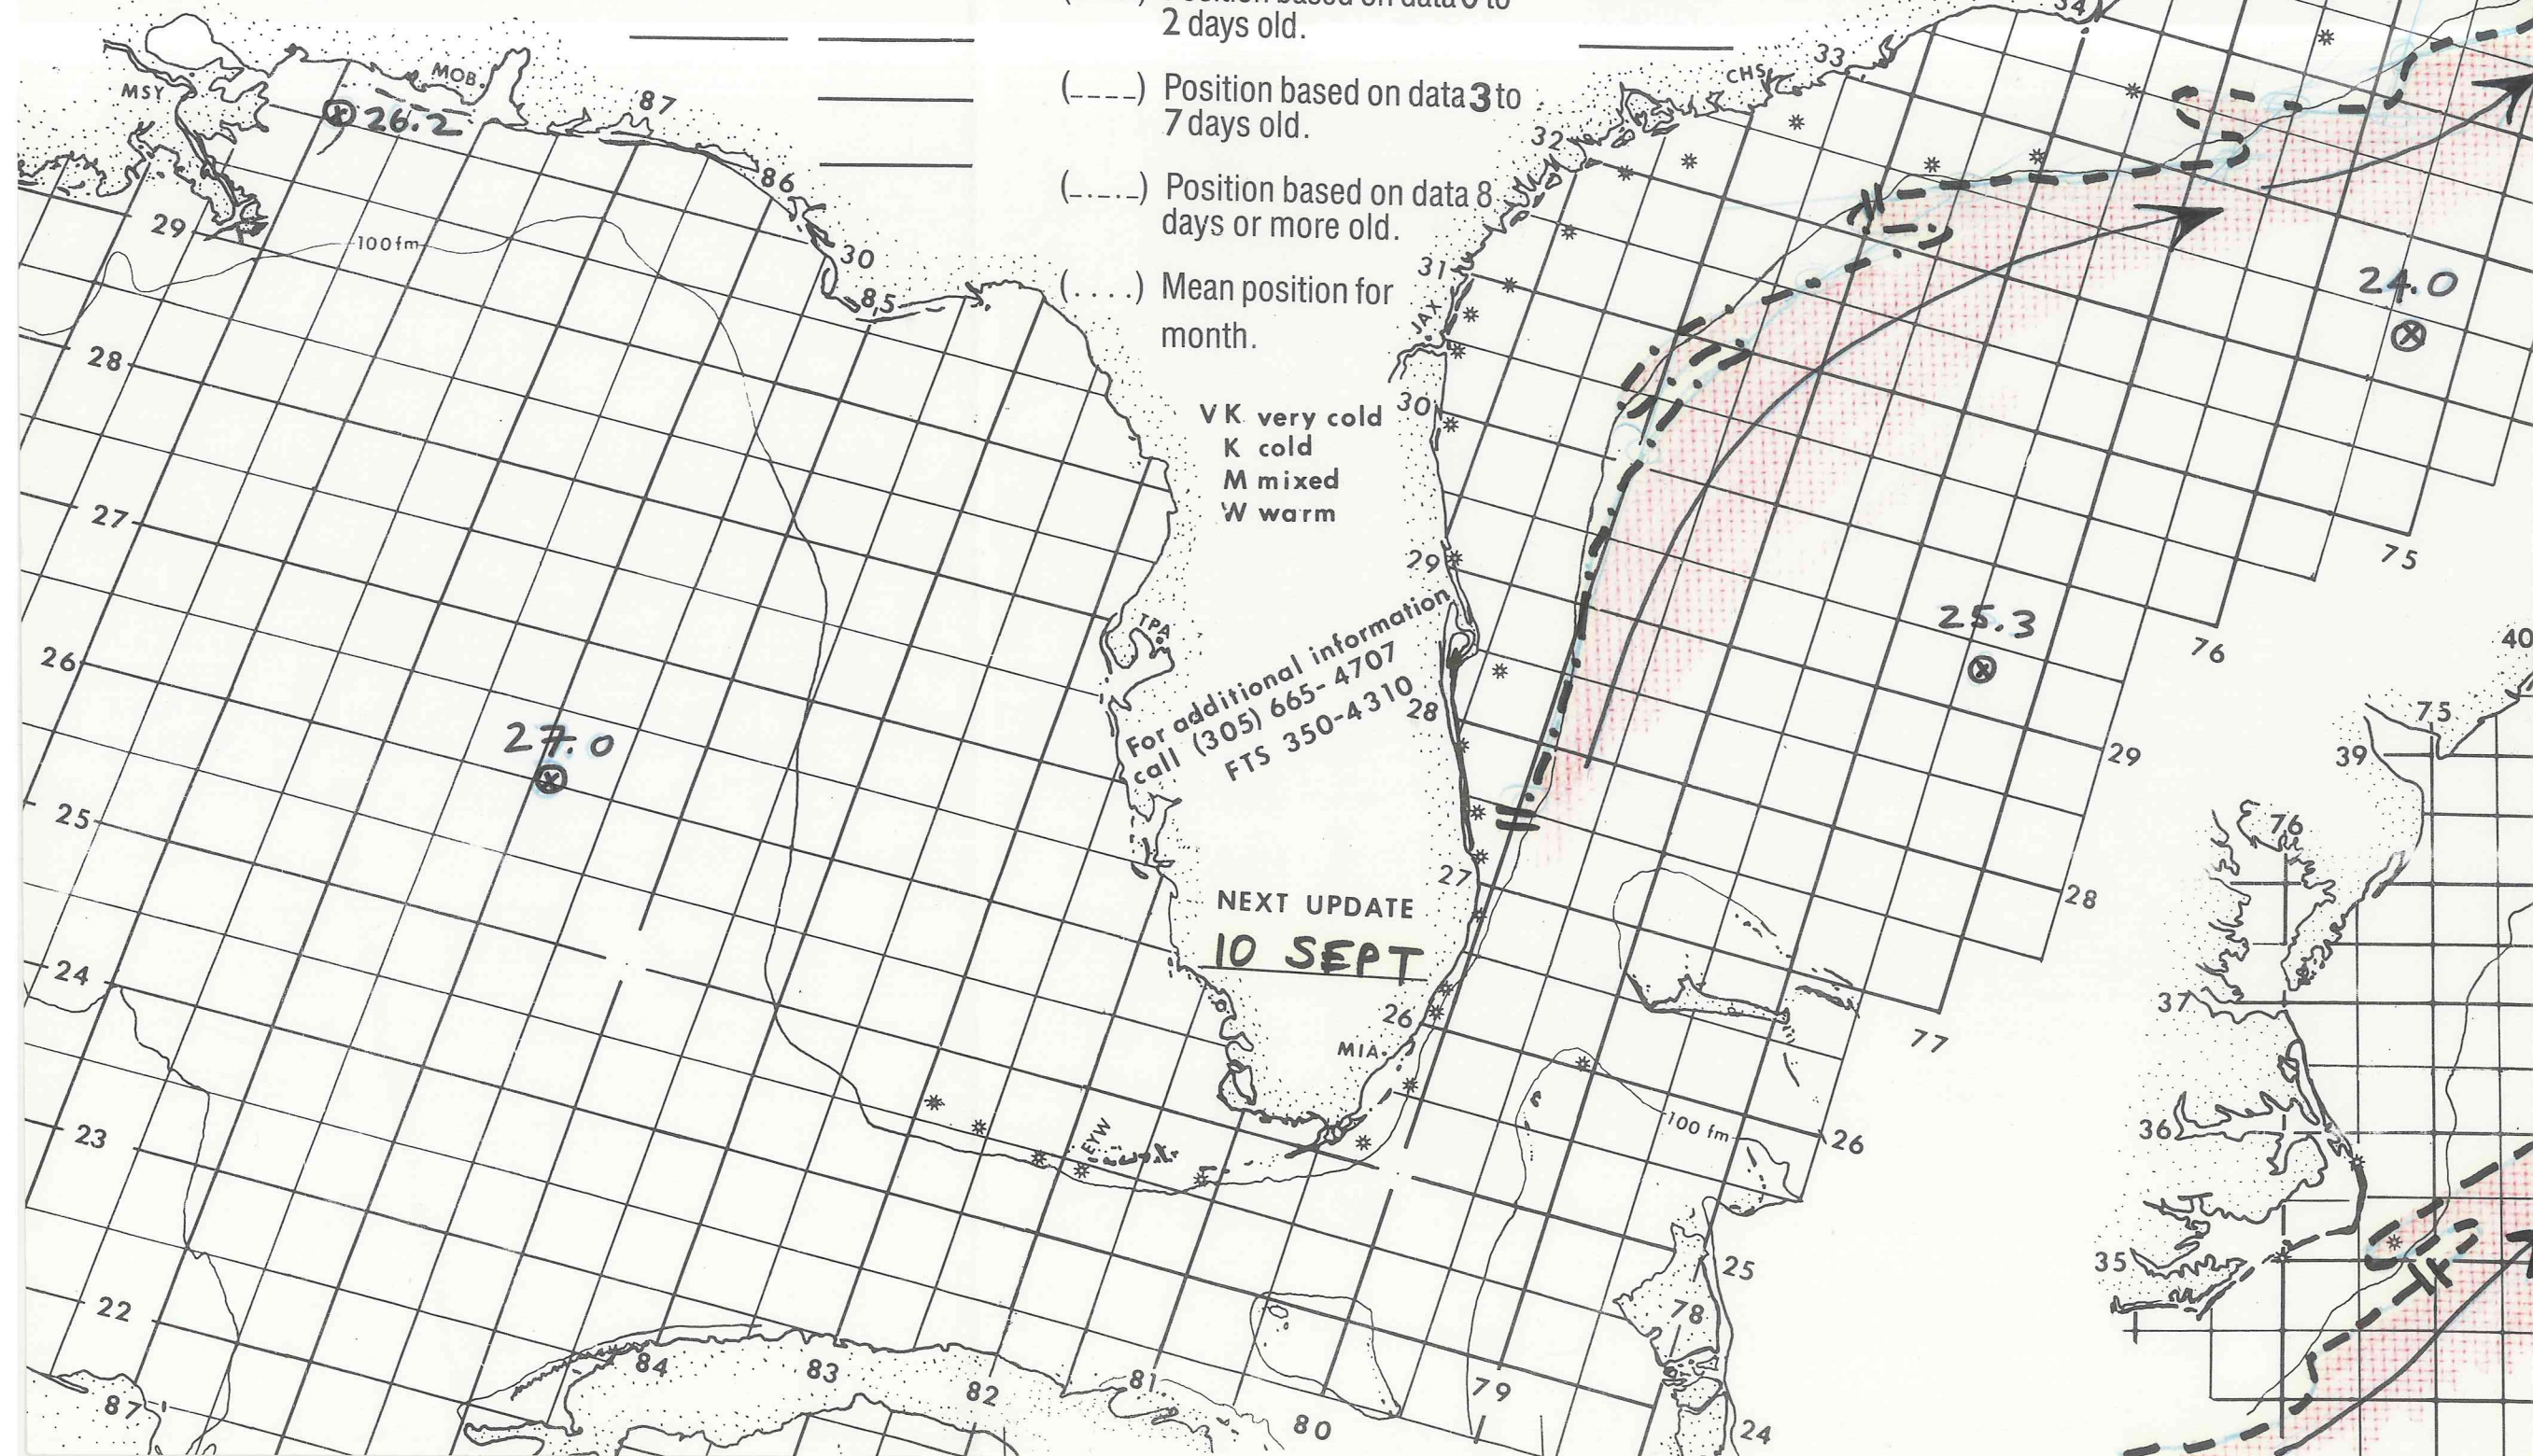 2 days old.
(____) Position based on data 3 to
7 days old.
(_._._) Position based on data 8
days or more old.
(....) Mean position for
month.
VK very cold
K cold
M mixed
W warm
For additional information
call (305) 665-4707
FTS 350-4310
NEXT UPDATE
10 SEPT
MSY
MOB.
26.2
87
86
30
85
29
100fm
28
27
26
25
24
23
22
27.0
TPA
EYW
MIA.
JAX
CHS
34
33
32
31
30
29
28
27
26
24.0
25.3
75
76
29
28
77
100 fm
26
25
78
24
79
80
81
82
83
84
87
40
75
39
76
37
36
35